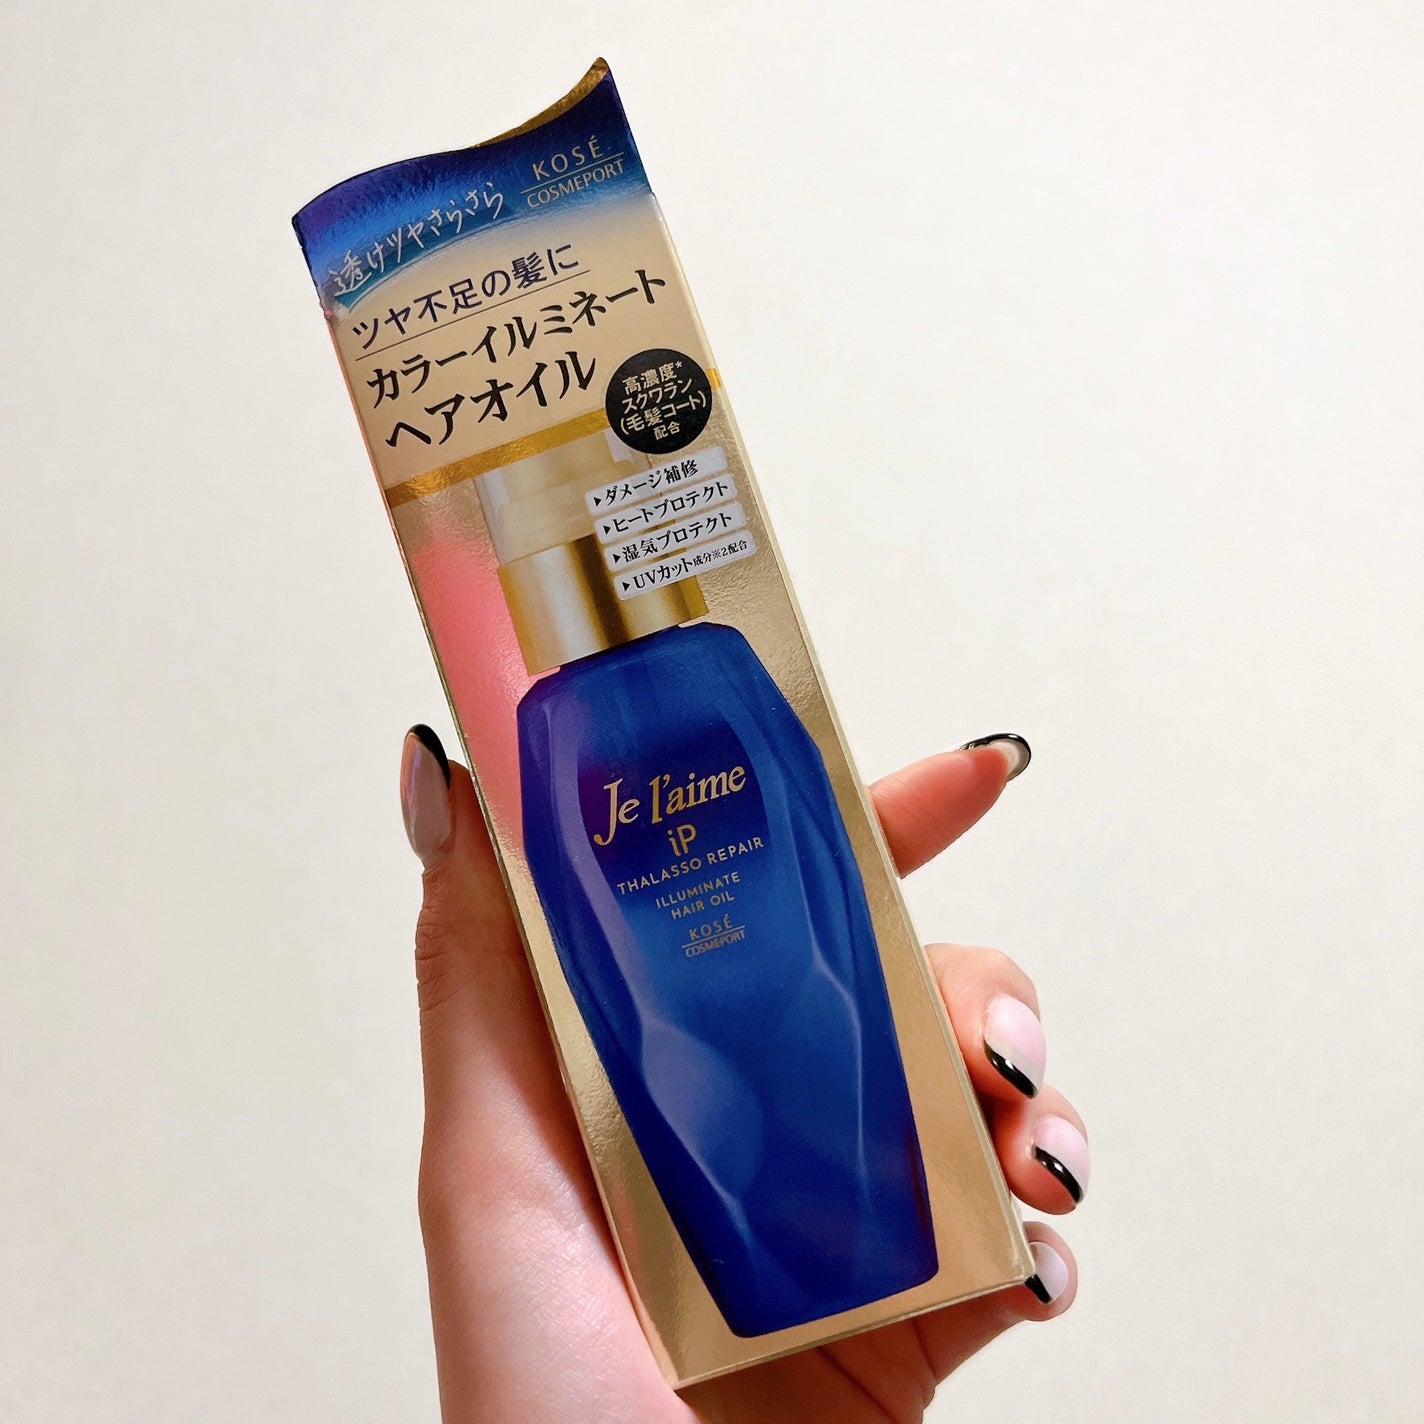 透けツヤさらさら
KOSÉ
COSMEPORT
ツヤ不足の髪に
カラーイルミネート
ヘアオイル
高濃度*
スクワラン
(毛髪コート)
配合
▶ダメージ補修
▶ヒートプロテクト
▶湿気プロテクト
▶UVカット成分※2配合
Je l'aime
iP
THALASSO REPAIR
ILLUMINATE
HAIR OIL
KOSÉ
COSMEPORT